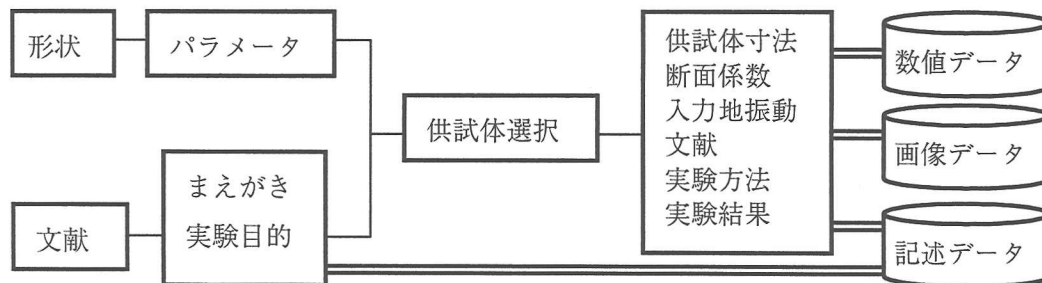 形状
パラメータ
文献
まえがき
実験目的
供試体選択
供試体寸法
断面係数
入力地振動
文献
実験方法
実験結果
数値データ
画像データ
記述データ